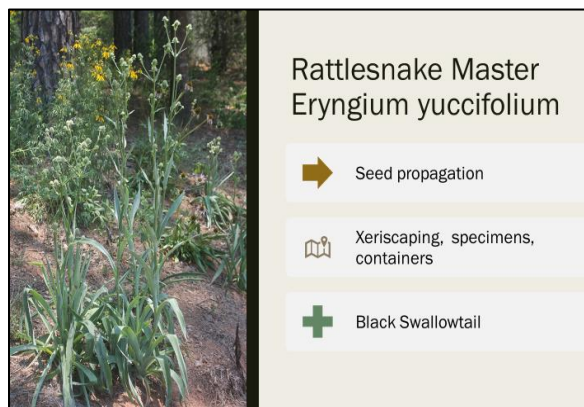 Rattlesnake Master
Eryngium yuccifolium
Seed propagation
Xeriscaping, specimens,
containers
Black Swallowtail